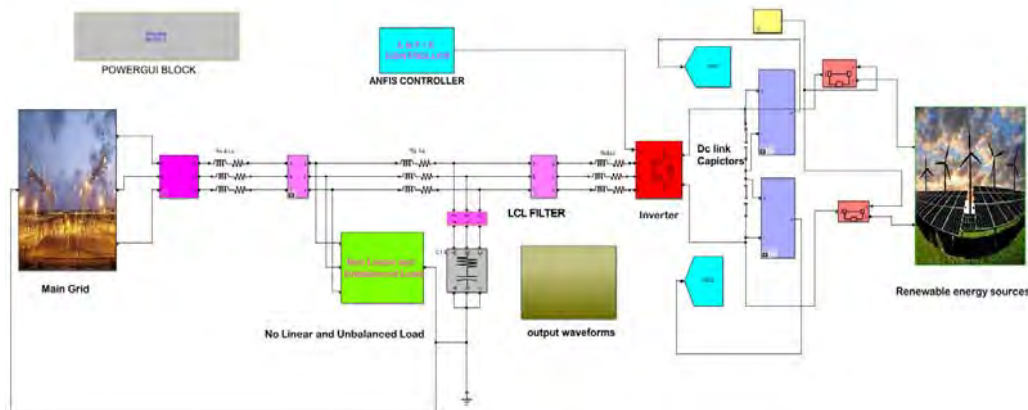 POWERGUI BLOCK
ANFIS CONTROLLER
Dc link
Capictors
LCL FILTER
Inverter
Main Grid
Renewable energy sources
No Linear and Unbalanced Load
output waveforms